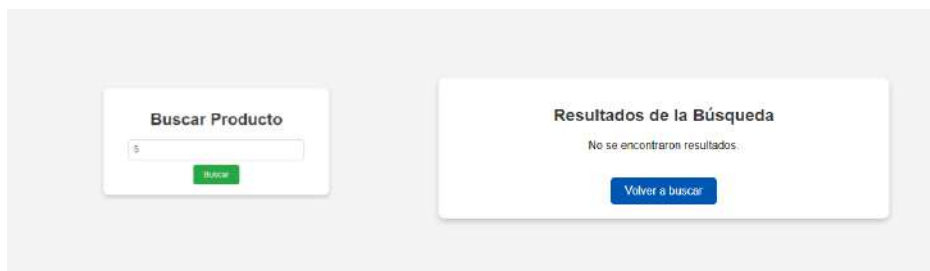 Buscar Producto
5
Buscar
Resultados de la Búsqueda
No se encontraron resultados.
Volver a buscar